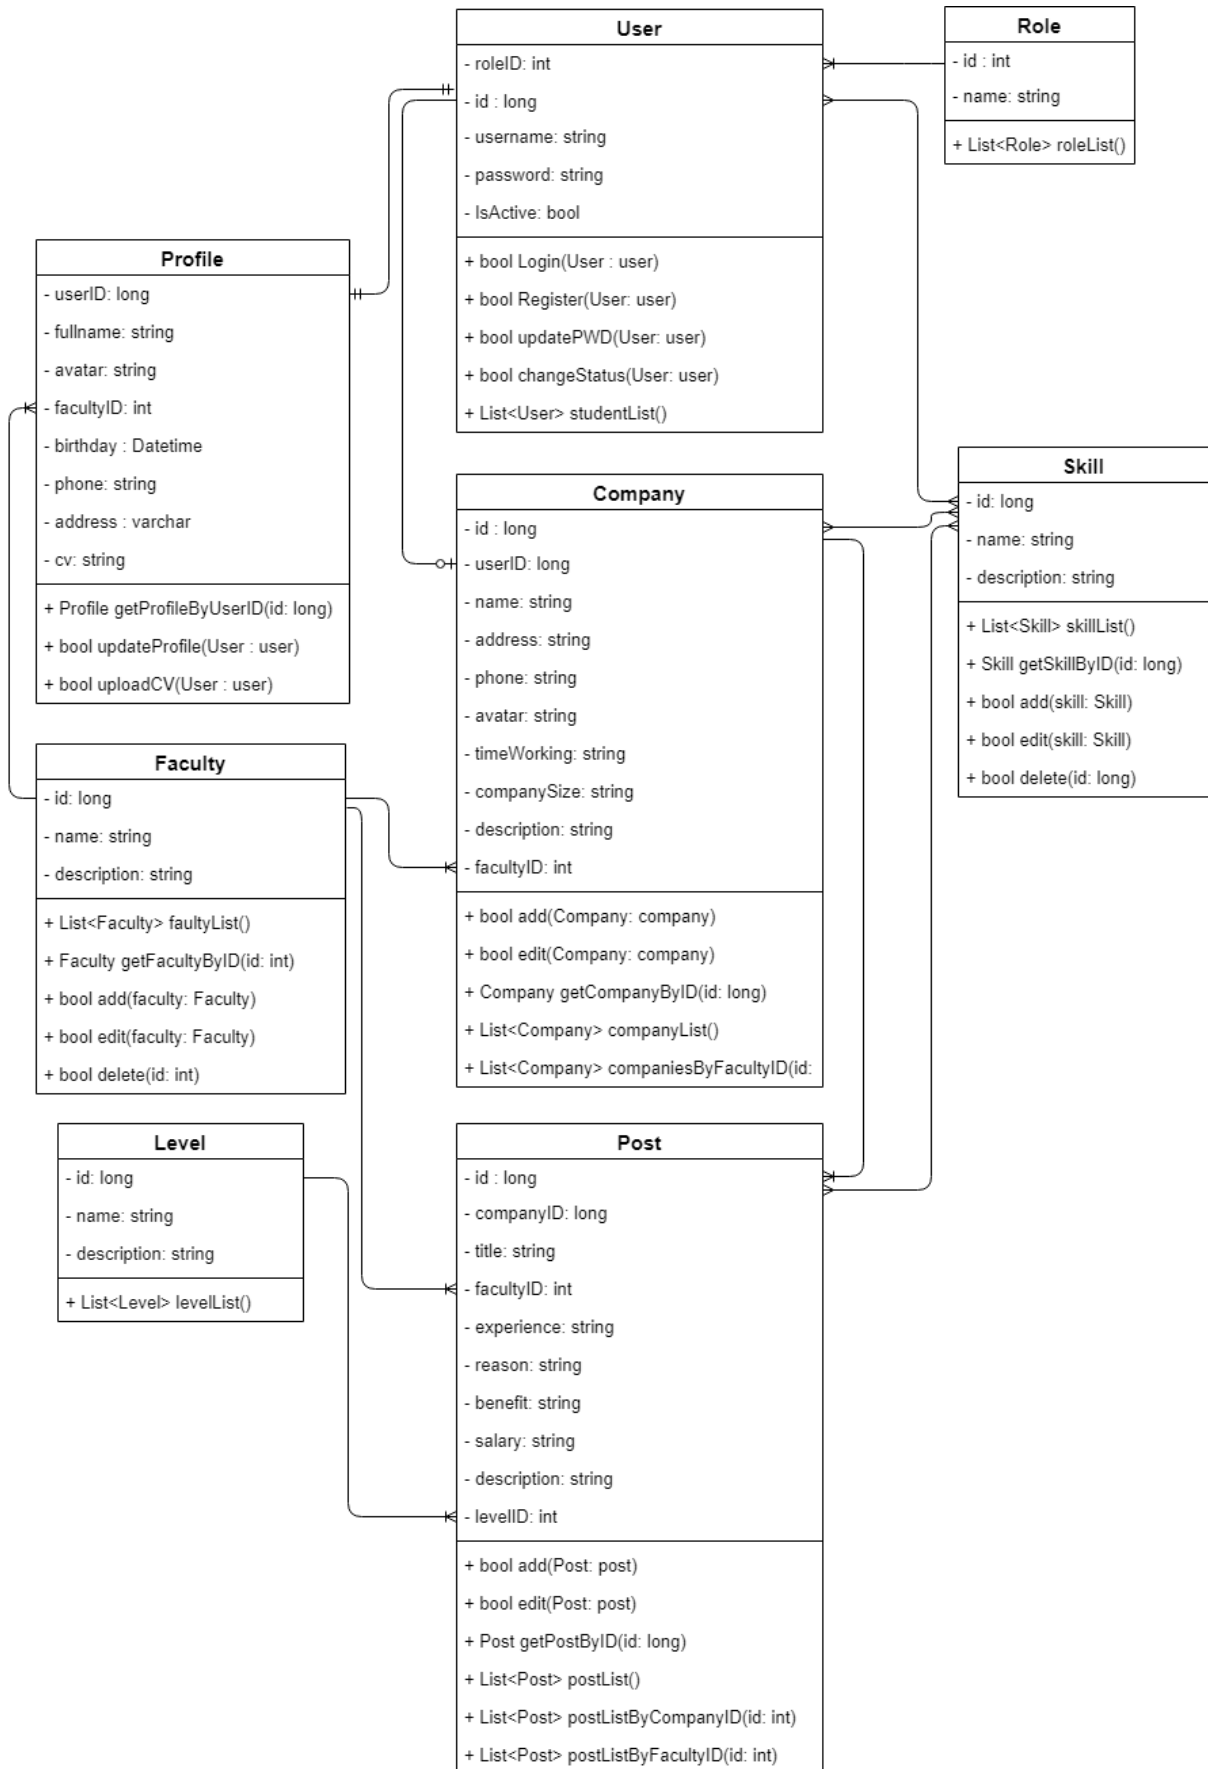 User
- roleID: int
- id : long
- username: string
- password: string
- IsActive: bool
+ bool Login(User : user)
+ bool Register(User: user)
+ bool updatePWD(User: user)
+ bool changeStatus(User: user)
+ List<User> studentList()
Role
- id : int
- name: string
+ List<Role> roleList()
Profile
- userID: long
- fullname: string
- avatar: string
- facultyID: int
- birthday : Datetime
- phone: string
- address : varchar
- cv: string
+ Profile getProfileByUserID(id: long)
+ bool updateProfile(User : user)
+ bool uploadCV(User : user)
Company
- id : long
- userID: long
- name: string
- address: string
- phone: string
- avatar: string
- timeWorking: string
- companySize: string
- description: string
- facultyID: int
+ bool add(Company: company)
+ bool edit(Company: company)
+ Company getCompanyByID(id: long)
+ List<Company> companyList()
+ List<Company> companiesByFacultyID(id:
Skill
- id: long
- name: string
- description: string
+ List<Skill> skillList()
+ Skill getSkillByID(id: long)
+ bool add(skill: Skill)
+ bool edit(skill: Skill)
+ bool delete(id: long)
Faculty
- id: long
- name: string
- description: string
+ List<Faculty> faultyList()
+ Faculty getFacultyByID(id: int)
+ bool add(faculty: Faculty)
+ bool edit(faculty: Faculty)
+ bool delete(id: int)
Level
- id: long
- name: string
- description: string
+ List<Level> levelList()
Post
- id : long
- companyID: long
- title: string
- facultyID: int
- experience: string
- reason: string
- benefit: string
- salary: string
- description: string
- levelID: int
+ bool add(Post: post)
+ bool edit(Post: post)
+ Post getPostByID(id: long)
+ List<Post> postList()
+ List<Post> postListByCompanyID(id: int)
+ List<Post> postListByFacultyID(id: int)